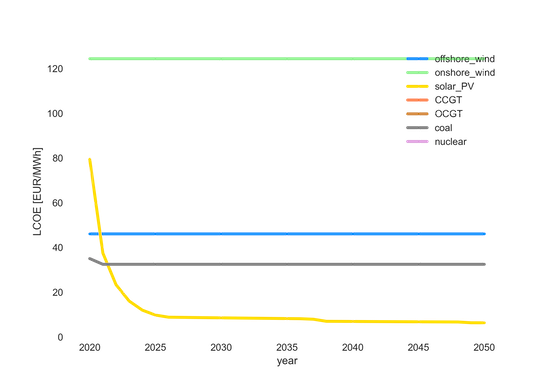 offshore_wind
onshore_wind
solar_PV
CCGT
OCGT
coal
nuclear
LCOE [EUR/MWh]
120
100
80
60
40
20
0
2020 2025 2030 2035 2040 2045 2050
year